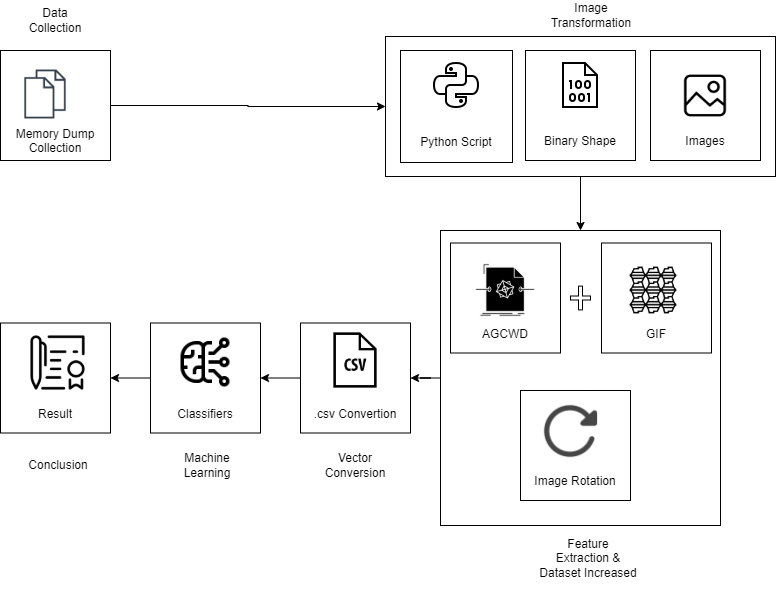 Data
Collection
Image
Transformation
Memory Dump
Collection
Python Script
100
001
Binary Shape
Images
AGCWD
GIF
Image Rotation
Feature
Extraction &
Dataset Increased
CSV
.csv Convertion
Vector
Conversion
Classifiers
Machine
Learning
Result
Conclusion